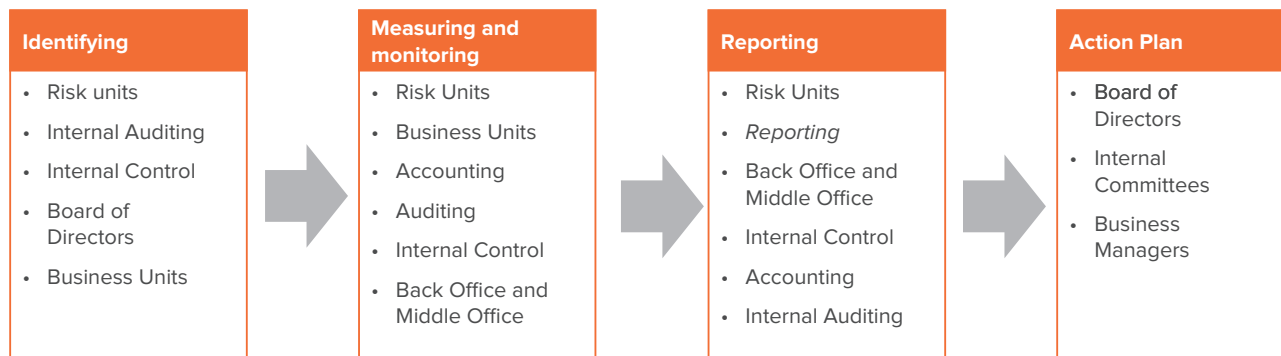 Identifying
• Risk units
• Internal Auditing
• Internal Control
• Board of
Directors
• Business Units
Measuring and
monitoring
• Risk Units
• Business Units
• Accounting
• Auditing
• Internal Control
• Back Office and
Middle Office
Reporting
• Risk Units
• Reporting
• Back Office and
Middle Office
• Internal Control
• Accounting
• Internal Auditing
Action Plan
• Board of
Directors
• Internal
Committees
• Business
Managers